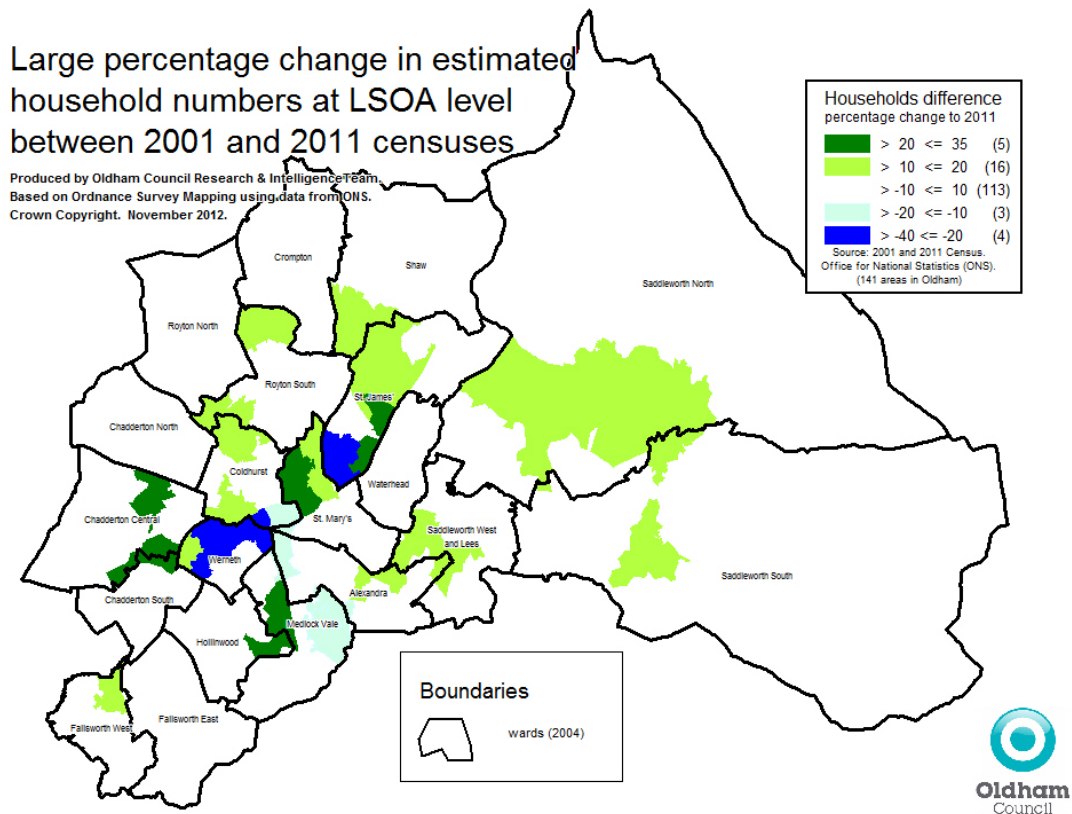 Large percentage change in estimated
household numbers at LSOA level
between 2001 and 2011 censuses
Produced by Oldham Council Research & Intelligence Team.
Based on Ordnance Survey Mapping using data from ONS.
Crown Copyright. November 2012.
Households difference
percentage change to 2011
> 20 <= 35 (5)
> 10 <= 20 (16)
> -10 <= 10 (113)
> -20 <= -10 (3)
> -40 <= -20 (4)
Source: 2001 and 2011 Census.
Office for National Statistics (ONS).
(141 areas in Oldham)
Crompton
Shaw
Saddleworth North
Royton North
Royton South
St. James'
Chadderton North
Coldhurst
Waterhead
Chadderton Central
St. Mary's
Saddleworth West
and Lees
Werneth
Saddleworth South
Alexandra
Chadderton South
Medlock Vale
Hollinwood
Failsworth East
Failsworth West
Boundaries
wards (2004)
Oldham
Council